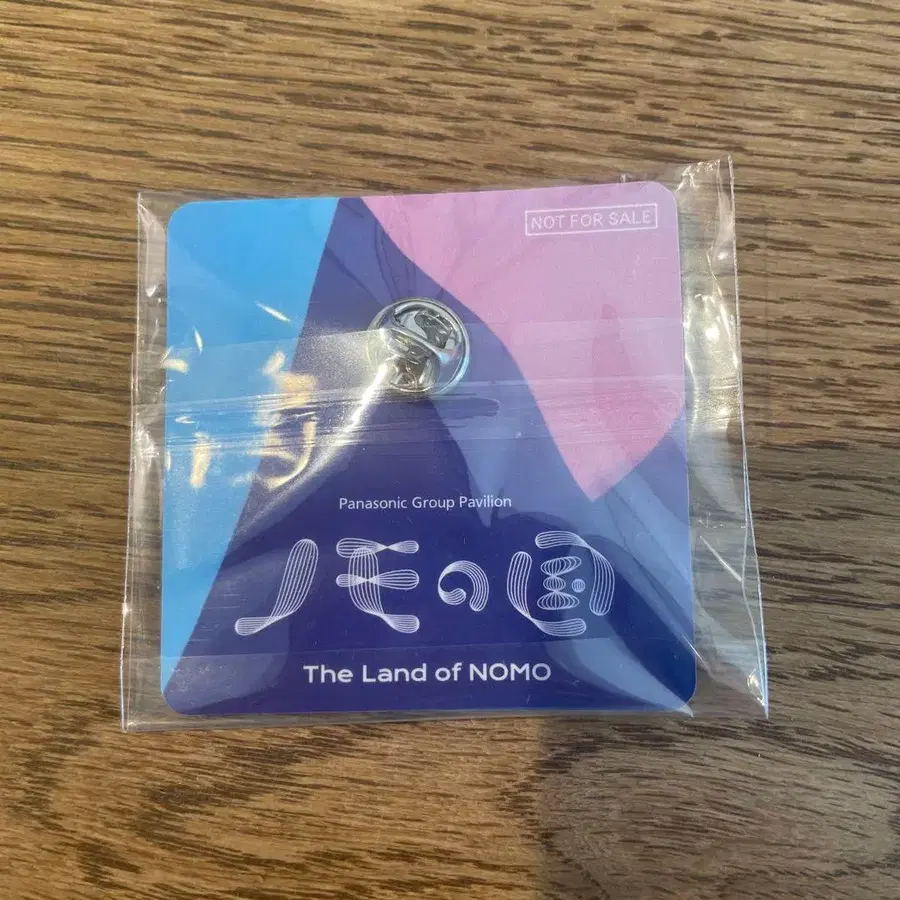 NOT FOR SALE
Panasonic Group Pavilion
ノモの国
The Land of NOMO